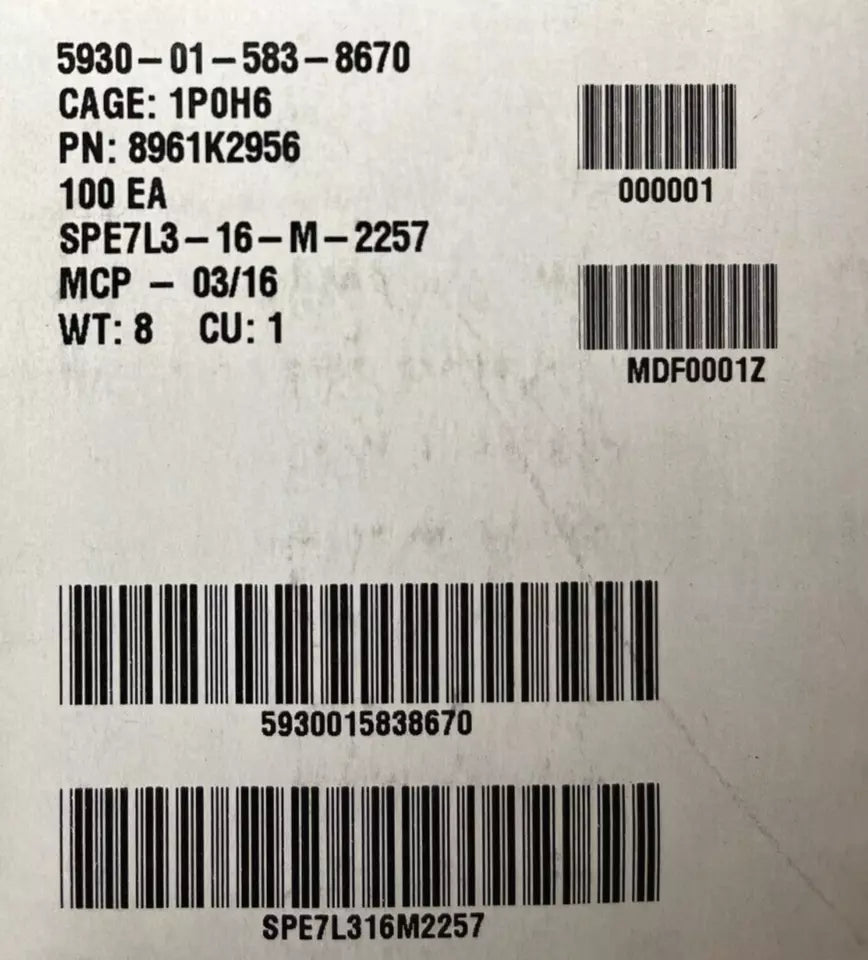 5930-01-583-8670
CAGE: 1P0H6
PN: 8961K2956
100 EA
SPE7L3-16-M-2257
MCP - 03/16
WT: 8 CU: 1
000001
MDF0001Z
5930015838670
SPE7L316M2257